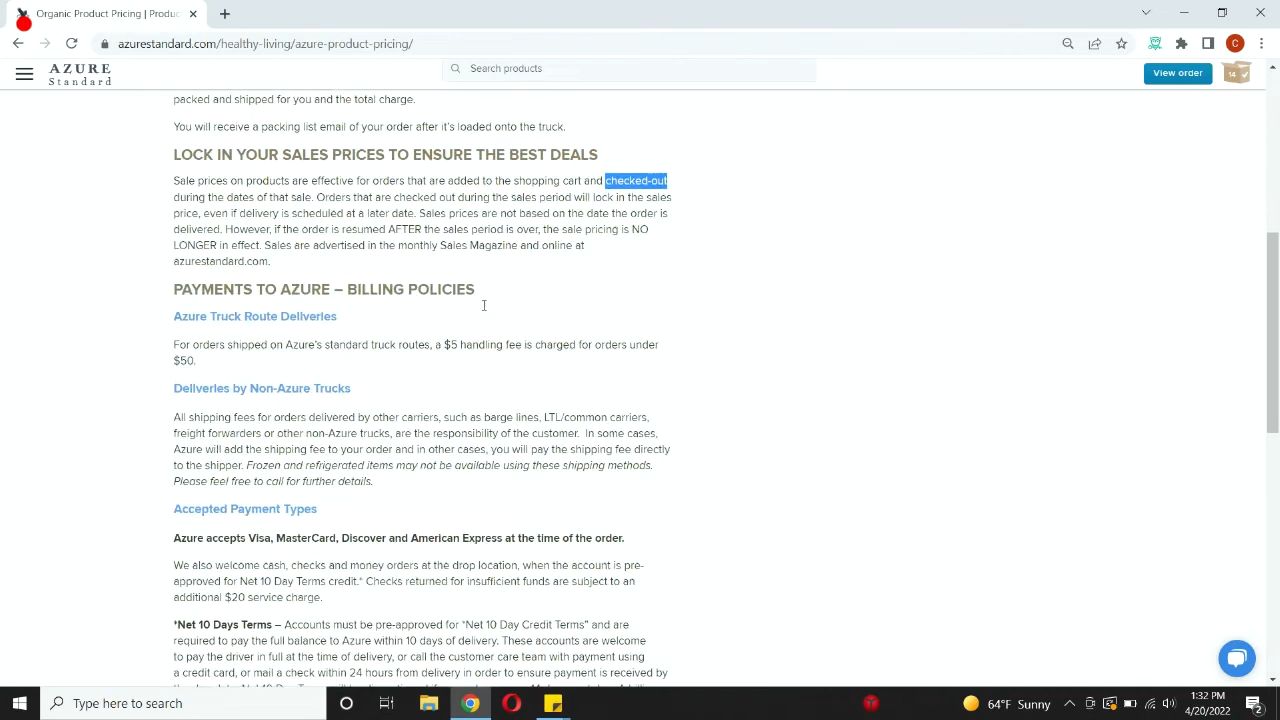 Organic Product Pricing | Produc
azurestandard.com/healthy-living/azure-product-pricing/
C
AZURE
Standard
Search products
View order
14
packed and shipped for you and the total charge.
You will receive a packing list email of your order after it's loaded onto the truck.
LOCK IN YOUR SALES PRICES TO ENSURE THE BEST DEALS
Sale prices on products are effective for orders that are added to the shopping cart and checked-out
during the dates of that sale. Orders that are checked out during the sales period will lock in the sales
price, even if delivery is scheduled at a later date. Sales prices are not based on the date the order is
delivered. However, if the order is resumed AFTER the sales period is over, the sale pricing is NO
LONGER in effect. Sales are advertised in the monthly Sales Magazine and online at
azurestandard.com.
PAYMENTS TO AZURE – BILLING POLICIES
Azure Truck Route Deliveries
For orders shipped on Azure's standard truck routes, a $5 handling fee is charged for orders under
$50.
Deliveries by Non-Azure Trucks
All shipping fees for orders delivered by other carriers, such as barge lines, LTL/common carriers,
freight forwarders or other non-Azure trucks, are the responsibility of the customer. In some cases,
Azure will add the shipping fee to your order and in other cases, you will pay the shipping fee directly
to the shipper. Frozen and refrigerated items may not be available using these shipping methods.
Please feel free to call for further details.
Accepted Payment Types
Azure accepts Visa, MasterCard, Discover and American Express at the time of the order.
We also welcome cash, checks and money orders at the drop location, when the account is pre-
approved for Net 10 Day Terms credit.* Checks returned for insufficient funds are subject to an
additional $20 service charge.
*Net 10 Days Terms – Accounts must be pre-approved for "Net 10 Day Credit Terms" and are
required to pay the full balance to Azure within 10 days of delivery. These accounts are welcome
to pay the driver in full at the time of delivery, or call the customer care team with payment using
a credit card, or mail a check within 24 hours from delivery in order to ensure payment is received by
Type here to search
64°F Sunny
1:32 PM
4/20/2022
2